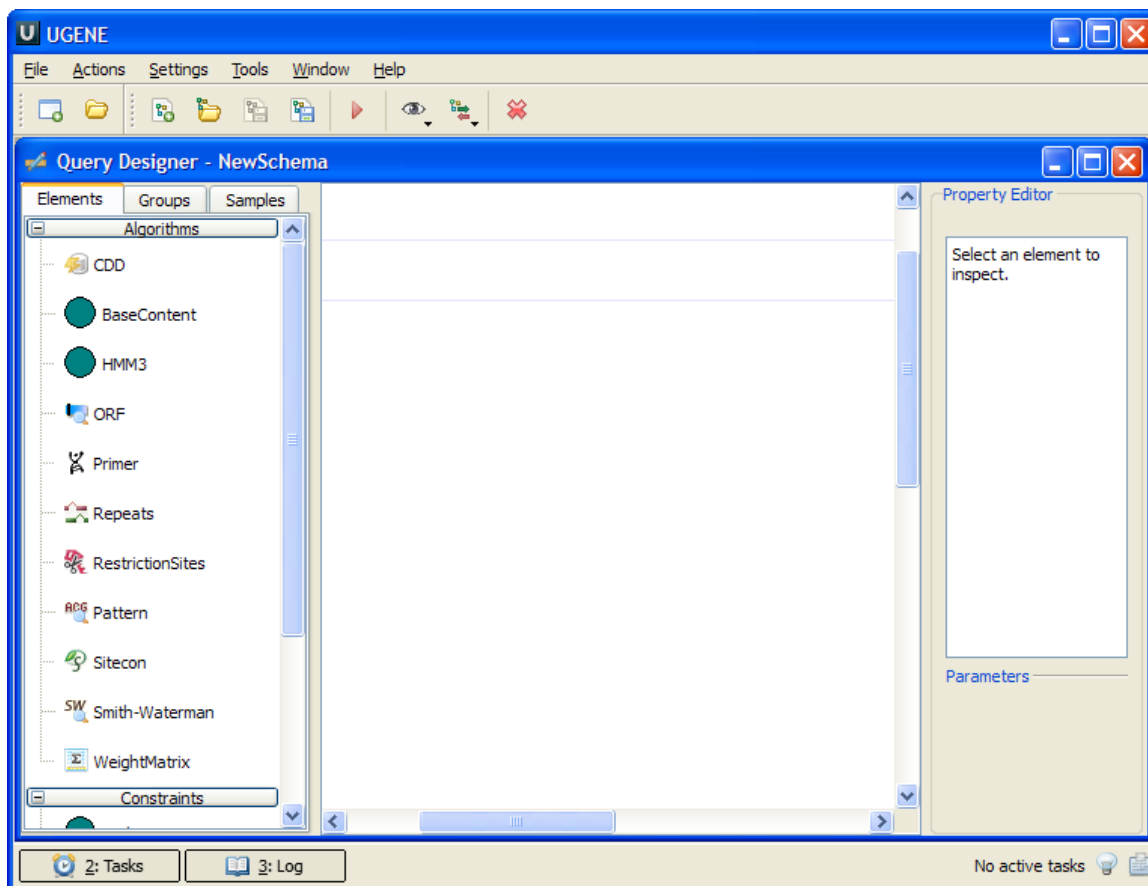 UGENE
File Actions Settings Tools Window Help
Query Designer - NewSchema
Elements Groups Samples
Algorithms
CDD
BaseContent
HMM3
ORF
Primer
Repeats
RestrictionSites
ACG Pattern
Sitecon
SW Smith-Waterman
Σ WeightMatrix
Constraints
Property Editor
Select an element to
inspect.
Parameters
2: Tasks 3: Log No active tasks